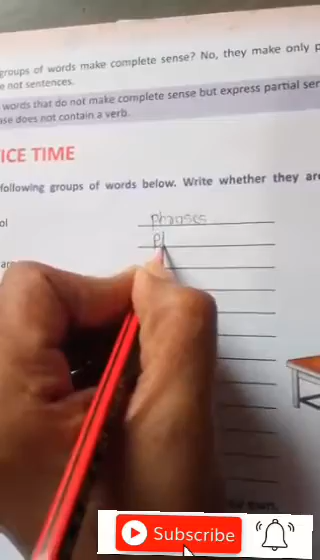 groups of words make complete sense? No, they make only p
e not sentences.
words that do not make complete sense but express partial sen
ase does not contain a verb.
ICE TIME
following groups of words below. Write whether they are
ol
phrases
are
Subscribe